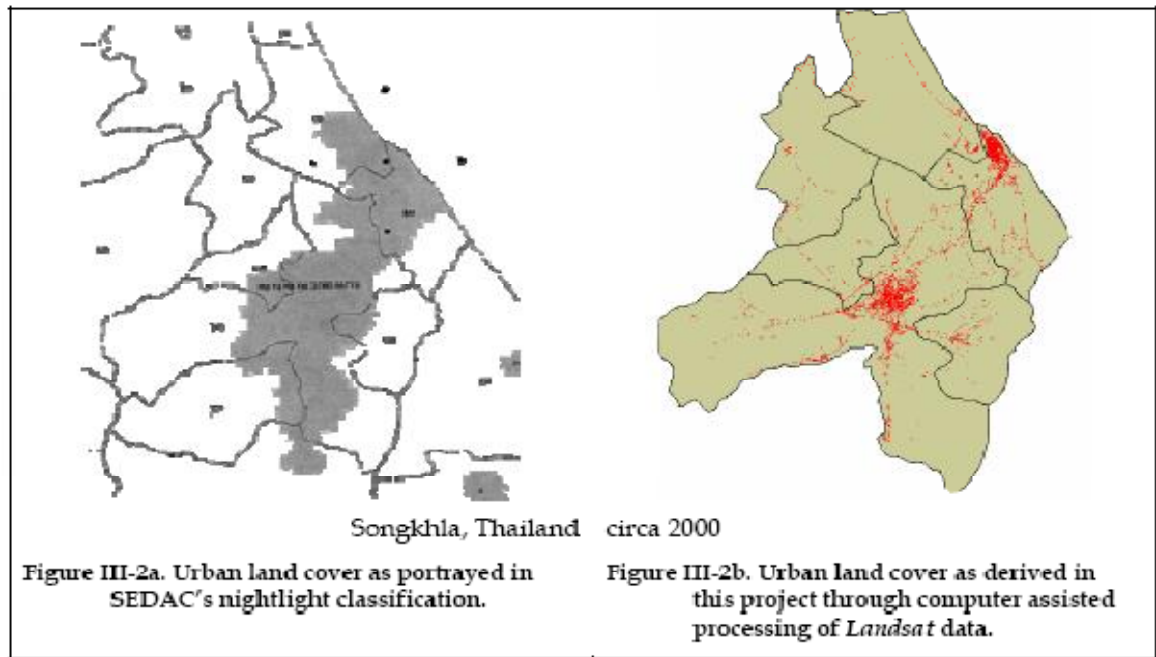 Songkhla, Thailand circa 2000
Figure III-2a. Urban land cover as portrayed in
SEDAC's nightlight classification.
Figure III-2b. Urban land cover as derived in
this project through computer assisted
processing of Landsat data.